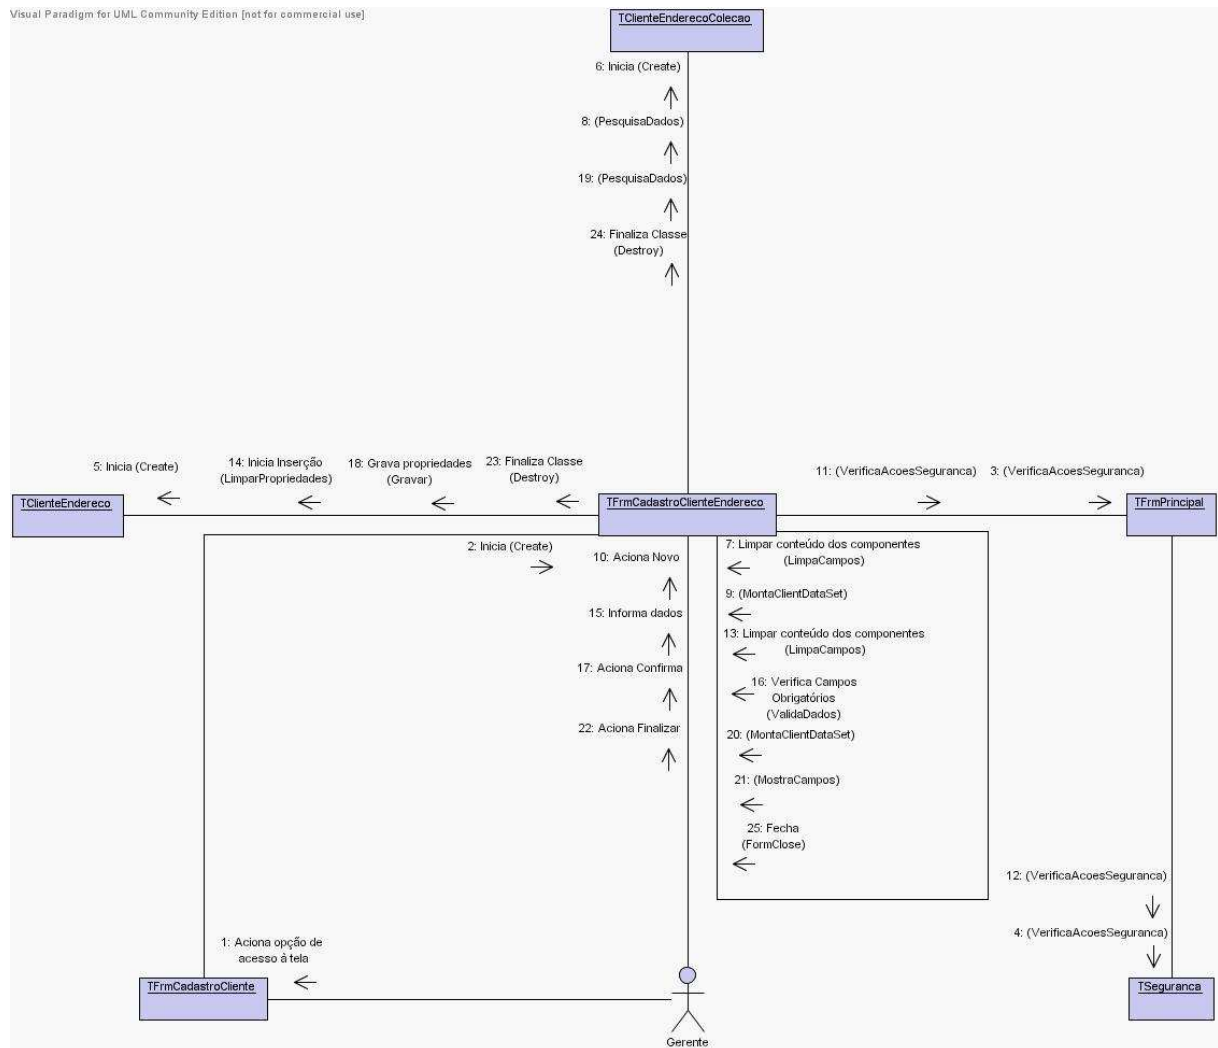 Visual Paradigm for UML Community Edition [not for commercial use]
TClienteEnderecoColecao
6: Inicia (Create)
8: (PesquisaDados)
19: (PesquisaDados)
24: Finaliza Classe
(Destroy)
5: Inicia (Create)
14: Inicia Inserção
(LimparPropriedades)
18: Grava propriedades
(Gravar)
23: Finaliza Classe
(Destroy)
11: (VerificaAcoesSeguranca)
3: (VerificaAcoesSeguranca)
TClienteEndereco
TFrmCadastroClienteEndereco
TFrmPrincipal
2: Inicia (Create)
10: Aciona Novo
15: Informa dados
17: Aciona Confirma
22: Aciona Finalizar
7: Limpar conteúdo dos componentes
(LimpaCampos)
9: (MontaClientDataSet)
13: Limpar conteúdo dos componentes
(LimpaCampos)
16: Verifica Campos
Obrigatórios
(ValidaDados)
20: (MontaClientDataSet)
21: (MostraCampos)
25: Fecha
(FormClose)
12: (VerificaAcoesSeguranca)
4: (VerificaAcoesSeguranca)
1: Aciona opção de
acesso à tela
TFrmCadastroCliente
TSeguranca
Gerente